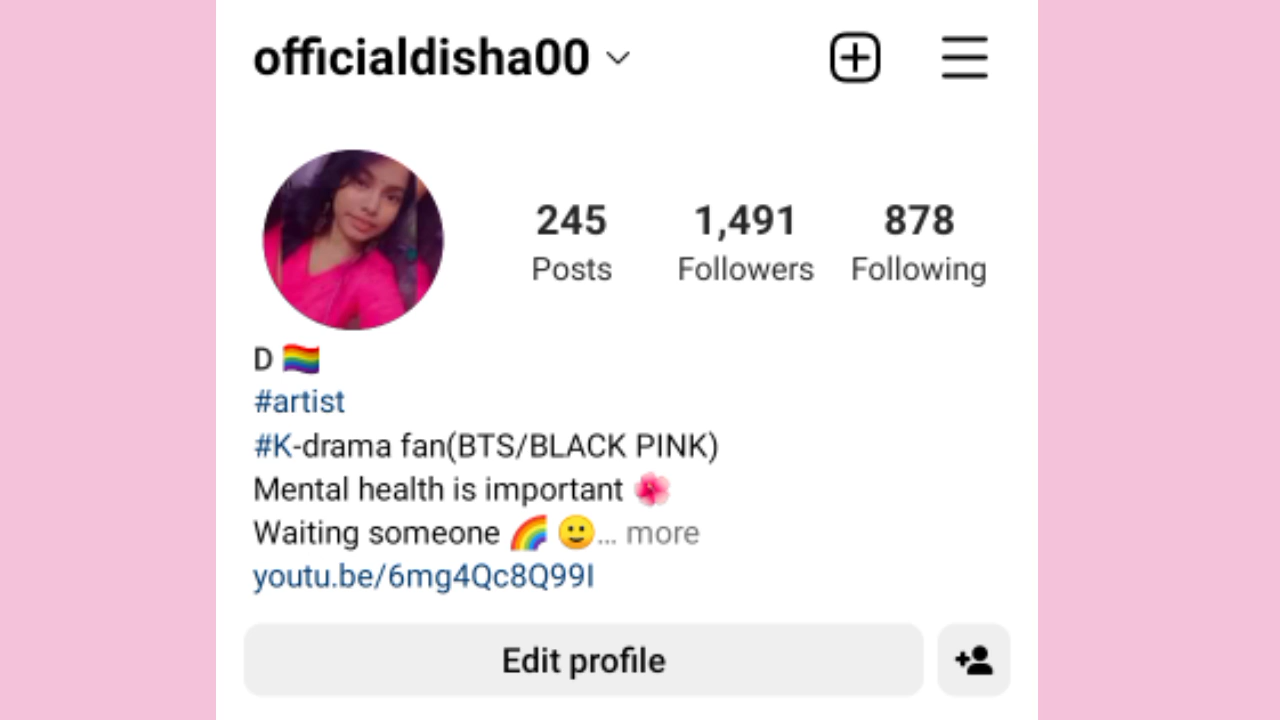 officialdisha00
245 1,491 878
Posts Followers Following
D 🏳️‍🌈
#artist
#K-drama fan(BTS/BLACK PINK)
Mental health is important 🌺
Waiting someone 🌈 🙂... more
youtu.be/6mg4Qc8Q99I
Edit profile